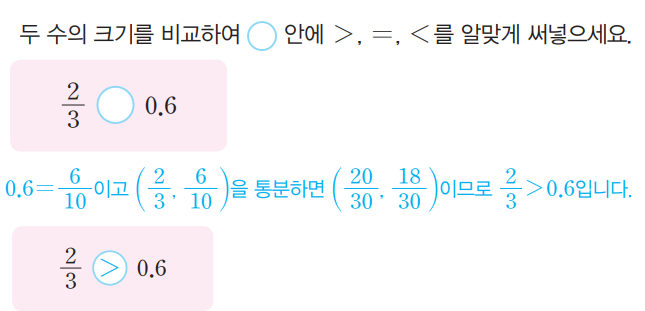 두 수의 크기를 비교하여 ○ 안에 >, =, <를 알맞게 써넣으세요.
2/3 ○ 0.6
0.6=6/10이고 (2/3, 6/10)을 통분하면 (20/30, 18/30)이므로 2/3>0.6입니다.
2/3 > 0.6